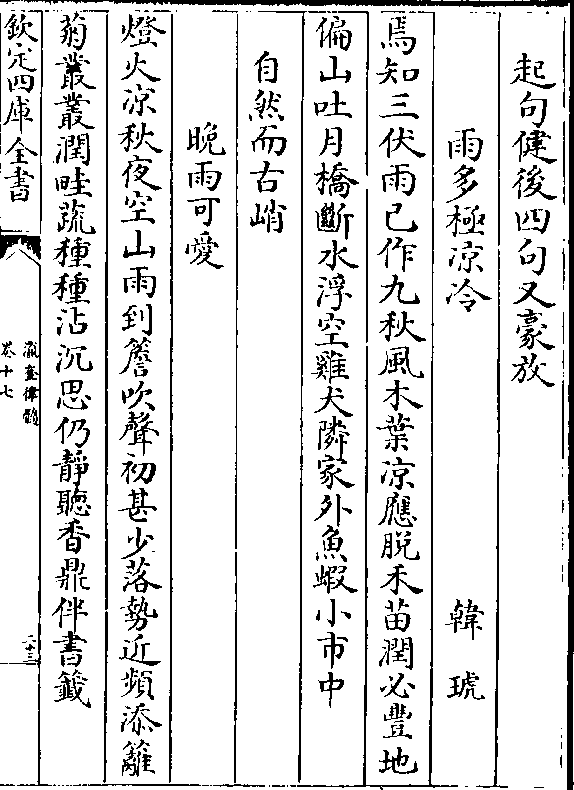 起句健後四句又豪放
雨多極凉冷
韓琥
焉知三伏雨已作九秋風木葉凉應脫禾苗潤必豐地
偏山吐月橋斷水浮空雞犬隣家外魚蝦小市中
自然而古峭
晚雨可愛
燈火凉秋夜空山雨到簷吹聲初甚少落勢近頻添籬
菊叢叢潤畦蔬種種沾沉思仍靜聽香鼎伴書籤
欽定四庫全書
瀛奎律髓
卷十七
二十三